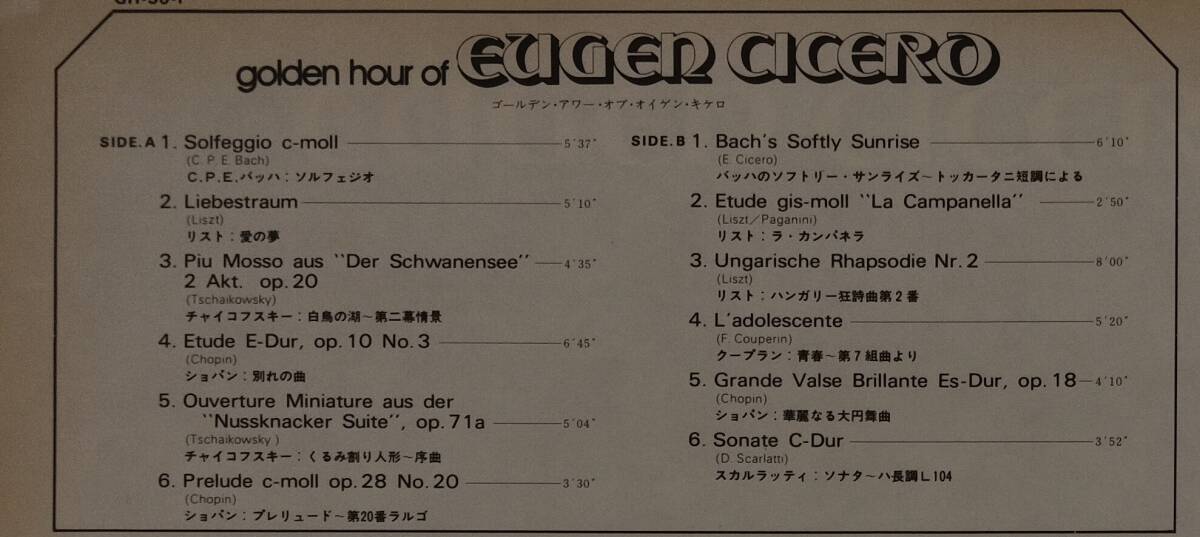 golden hour of EUGEN CICERO
ゴールデン・アワー・オブ・オイゲン・キケロ
SIDE.A 1. Solfeggio c-moll 5'37"
(C. P. E. Bach)
C.P.E.バッハ：ソルフェジオ
2. Liebestraum 5'10"
(Liszt)
リスト：愛の夢
3. Piu Mosso aus "Der Schwanensee" 4'35"
2 Akt. op.20
(Tschaikowsky)
チャイコフスキー：白鳥の湖〜第二幕情景
4. Etude E-Dur, op.10 No.3 6'45"
(Chopin)
ショパン：別れの曲
5. Ouverture Miniature aus der
"Nussknacker Suite", op.71a 5'04"
(Tschaikowsky)
チャイコフスキー：くるみ割り人形〜序曲
6. Prelude c-moll op.28 No.20 3'30"
(Chopin)
ショパン：プレリュード〜第20番ラルゴ
SIDE.B 1. Bach's Softly Sunrise 6'10"
(E. Cicero)
バッハのソフトリー・サンライズ〜トッカータニ短調による
2. Etude gis-moll "La Campanella" 2'50"
(Liszt/Paganini)
リスト：ラ・カンパネラ
3. Ungarische Rhapsodie Nr.2 8'00"
(Liszt)
リスト：ハンガリー狂詩曲第2番
4. L'adolescente 5'20"
(F. Couperin)
クープラン：青春〜第7組曲より
5. Grande Valse Brillante Es-Dur, op.18 4'10"
(Chopin)
ショパン：華麗なる大円舞曲
6. Sonate C-Dur 3'52"
(D. Scarlatti)
スカルラッティ：ソナタ〜ハ長調L104